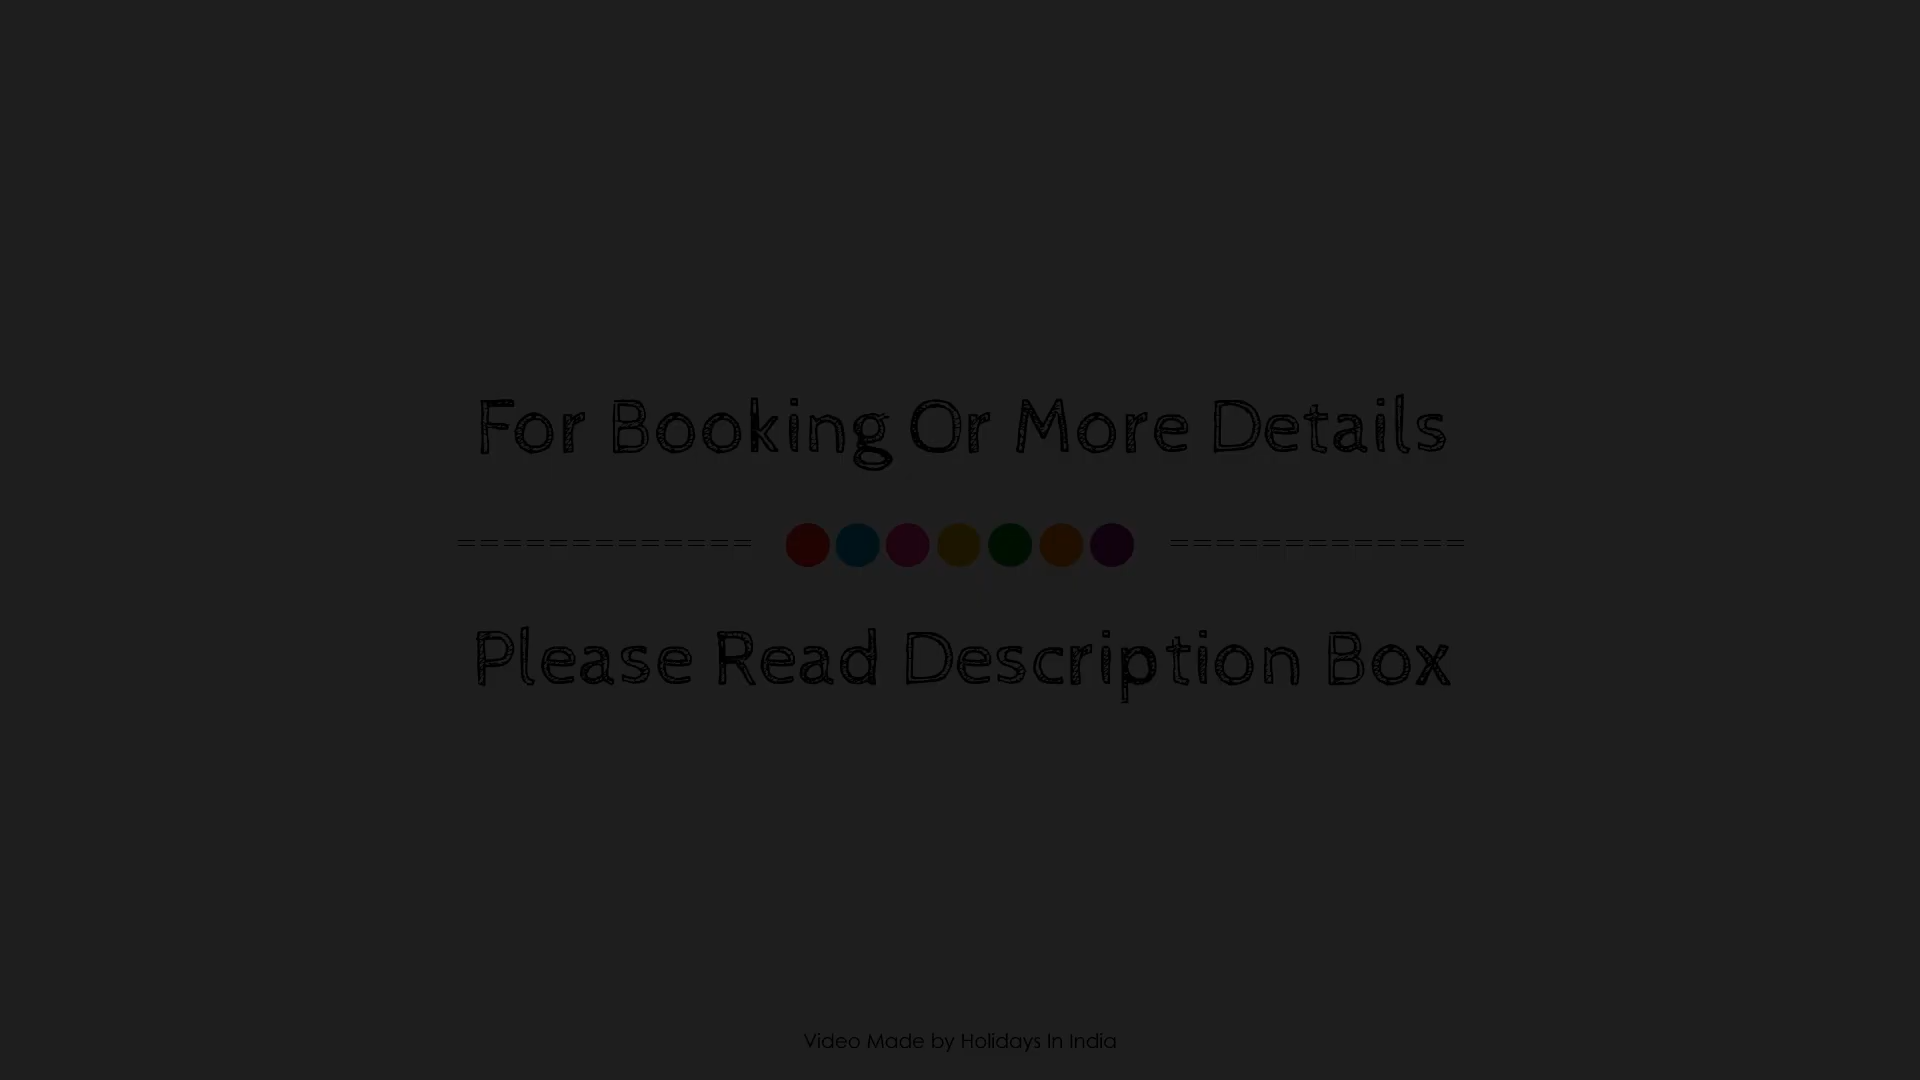 For Booking Or More Details
============= =============
Please Read Description Box
Video Made by Holidays In India